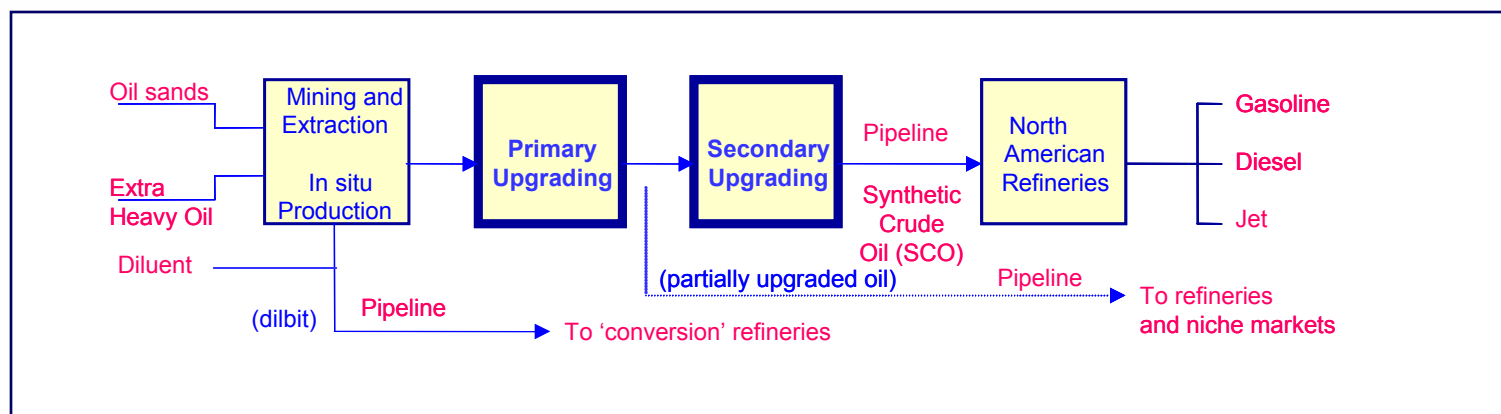 Oil sands
Extra
Heavy Oil
Diluent
Mining and
Extraction
In situ
Production
(dilbit)
Pipeline
To ‘conversion’ refineries
Primary
Upgrading
Secondary
Upgrading
(partially upgraded oil)
Pipeline
To refineries
and niche markets
Pipeline
Synthetic
Crude
Oil (SCO)
North
American
Refineries
Gasoline
Diesel
Jet